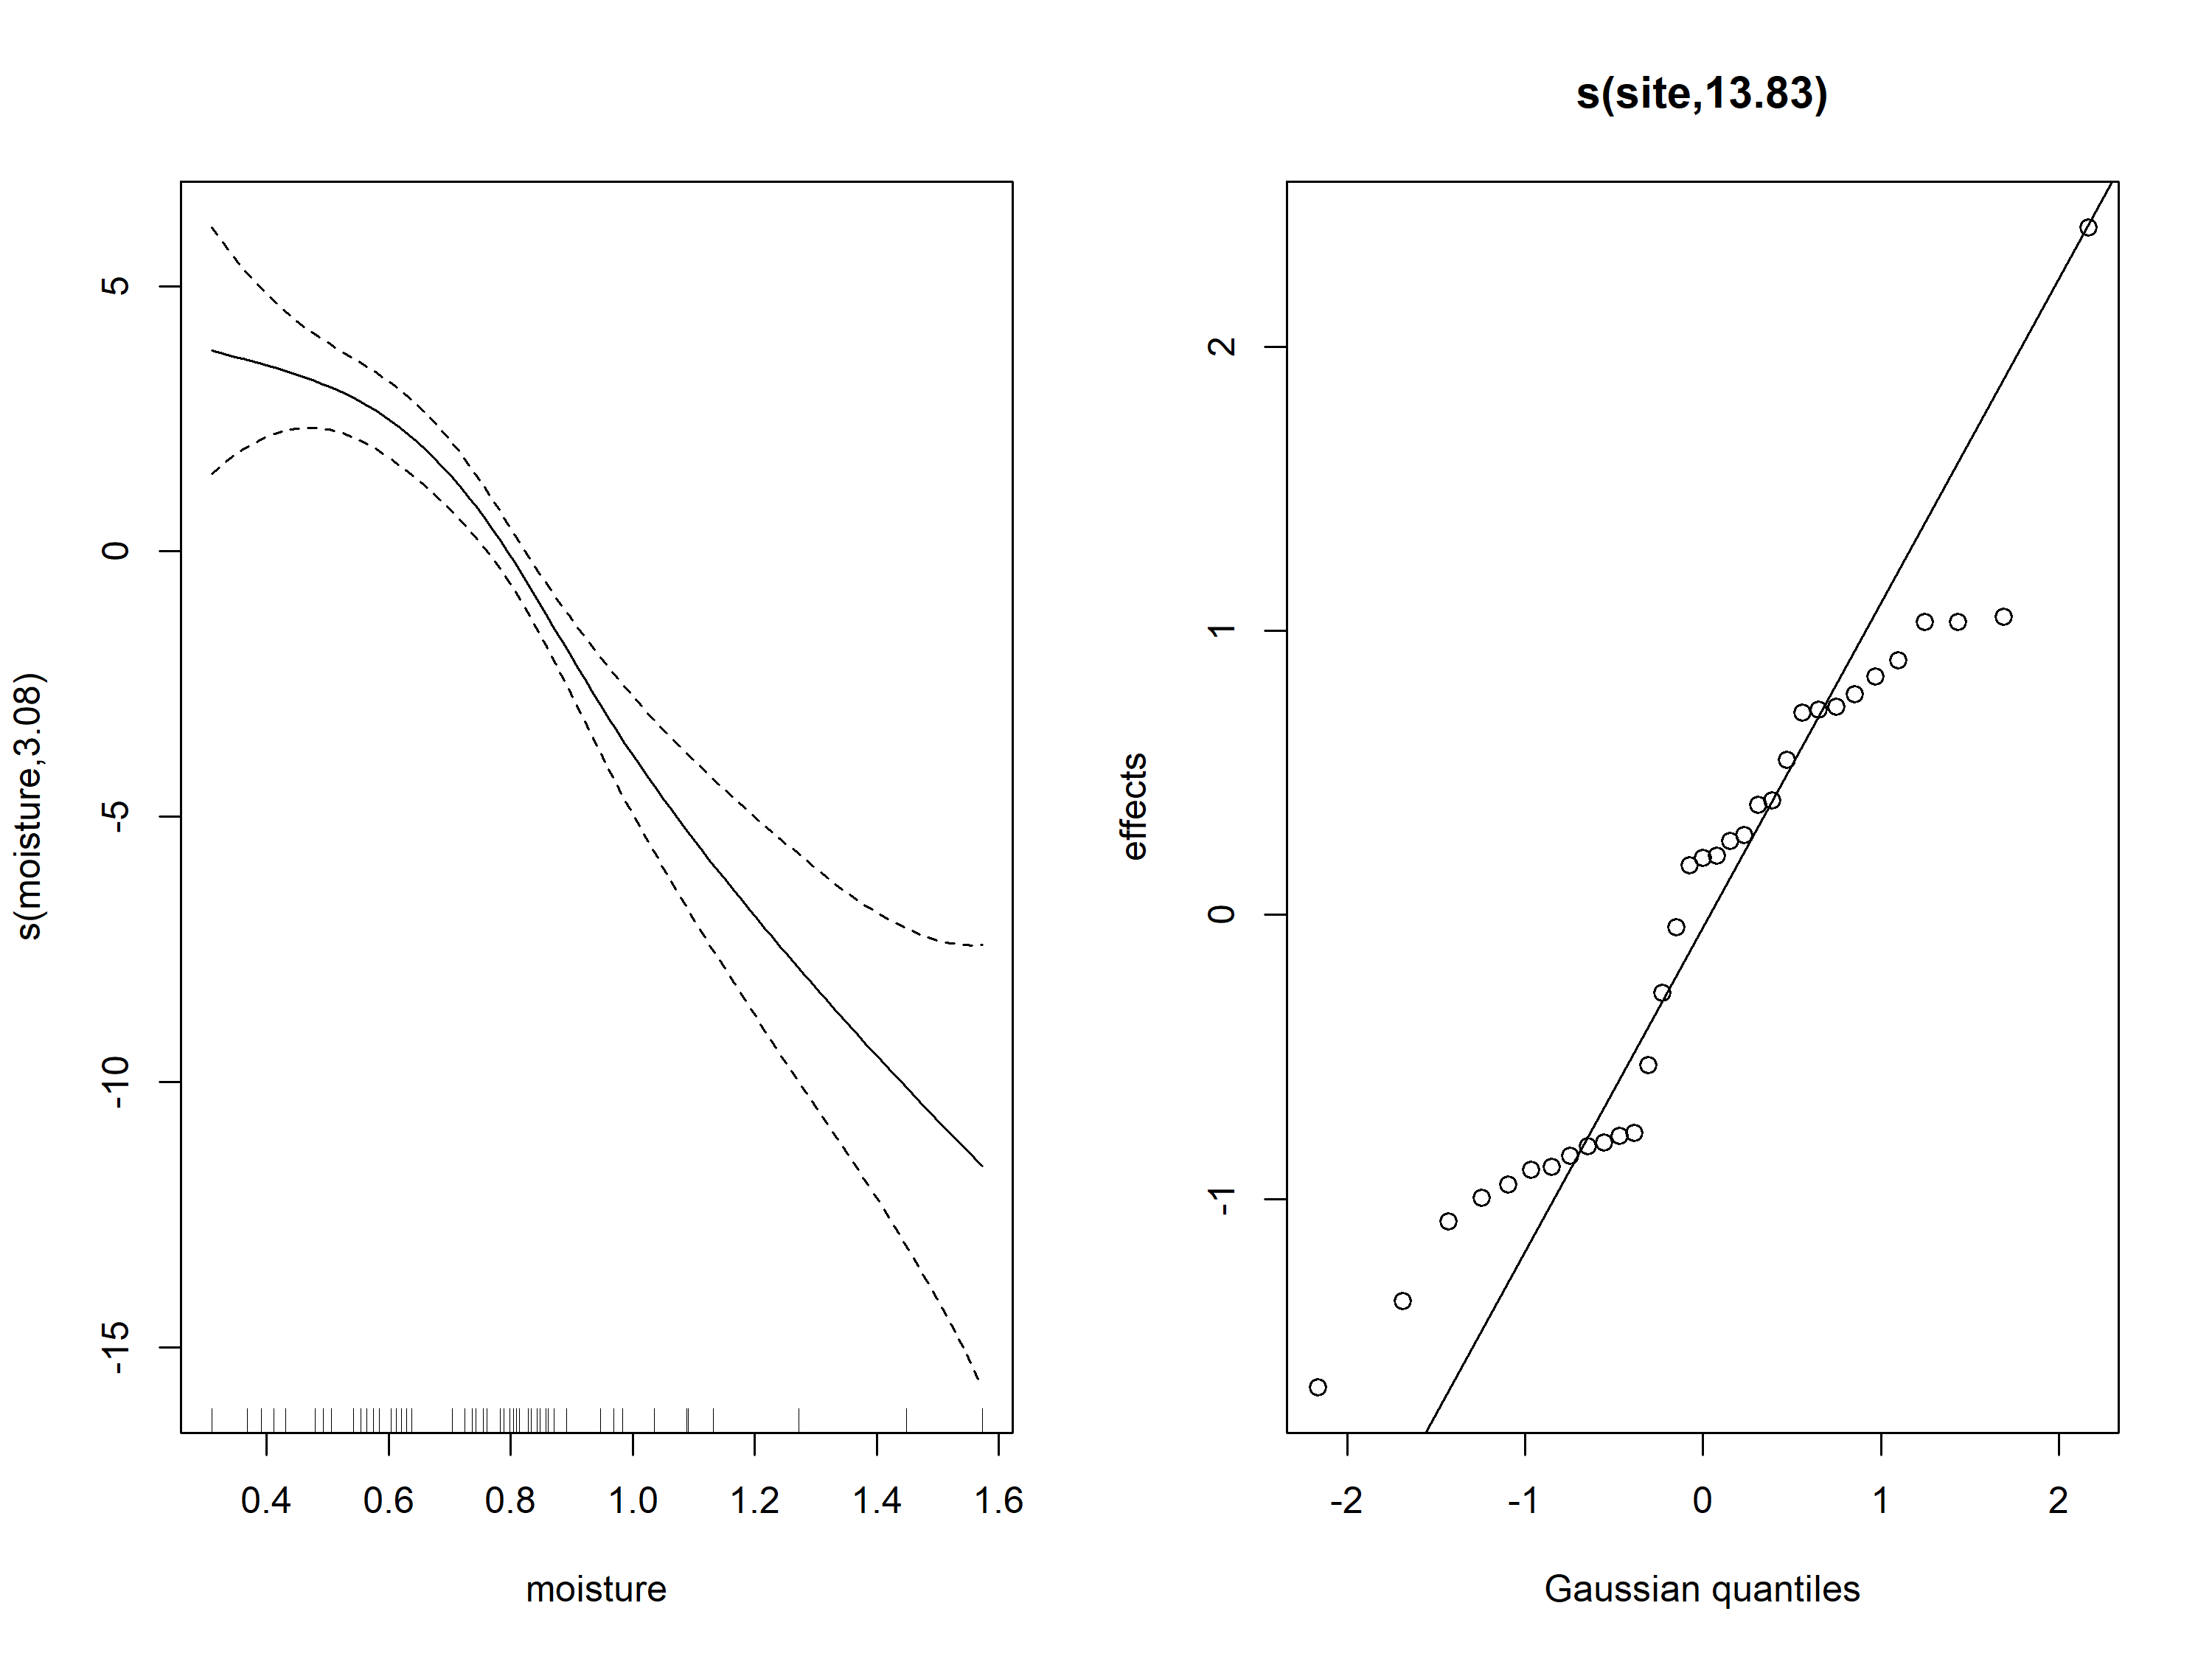 s(moisture,3.08)
5
0
-5
-10
-15
0.4 0.6 0.8 1.0 1.2 1.4 1.6
moisture
s(site,13.83)
effects
2
1
0
-1
-2 -1 0 1 2
Gaussian quantiles